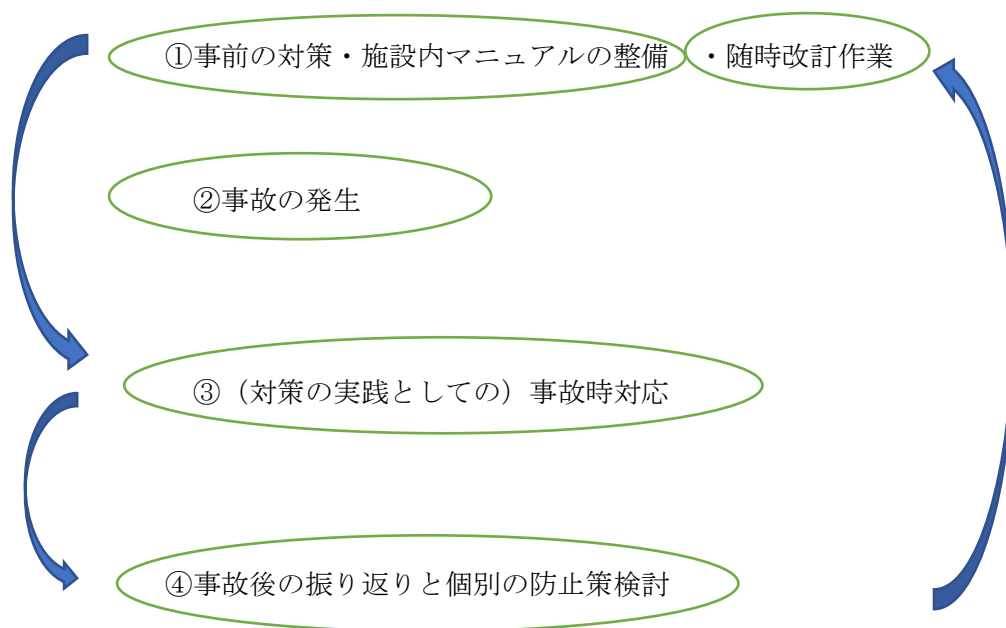 ①事前の対策・施設内マニュアルの整備 ・随時改訂作業
②事故の発生
③（対策の実践としての）事故時対応
④事故後の振り返りと個別の防止策検討